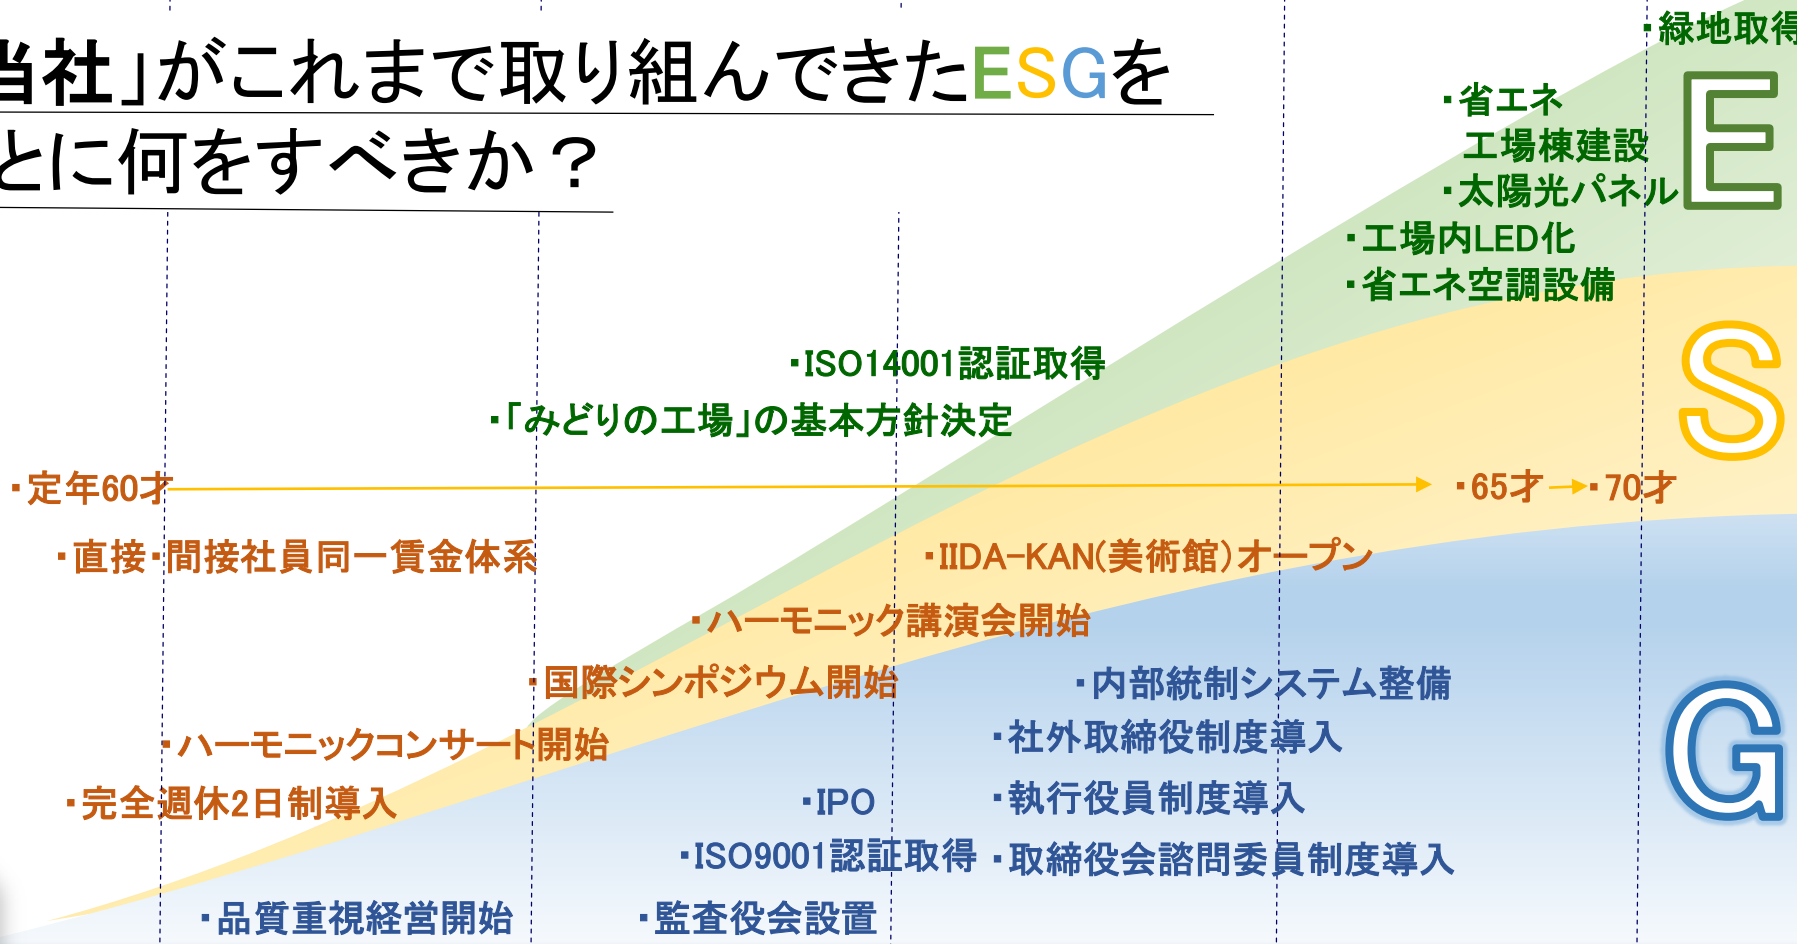 当社」がこれまで取り組んできたESGを
とに何をすべきか？
・緑地取得
・省エネ
工場棟建設
・太陽光パネル
・工場内LED化
・省エネ空調設備
E
・ISO14001認証取得
・「みどりの工場」の基本方針決定
S
・定年60才
・65才
・70才
・直接・間接社員同一賃金体系
・IIDA-KAN(美術館)オープン
・ハーモニック講演会開始
・国際シンポジウム開始
・ハーモニックコンサート開始
・完全週休2日制導入
G
・内部統制システム整備
・社外取締役制度導入
・IPO
・執行役員制度導入
・ISO9001認証取得
・取締役会諮問委員制度導入
・品質重視経営開始
・監査役会設置